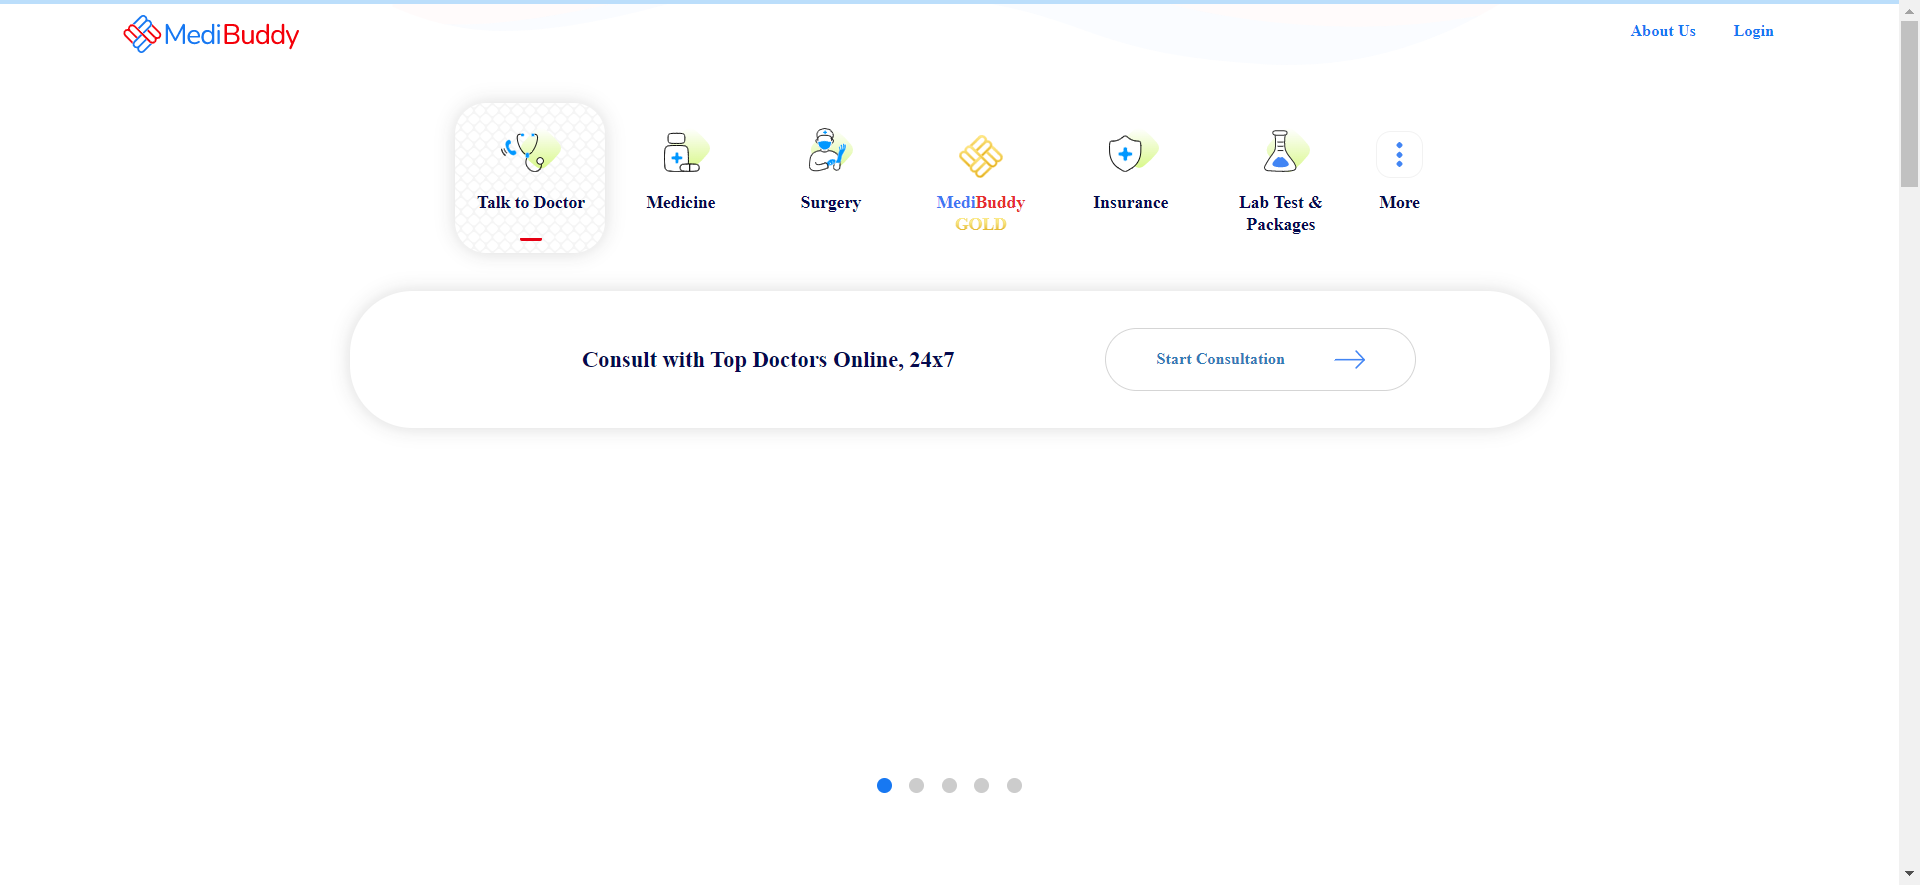 MediBuddy
About Us
Login
Talk to Doctor
Medicine
Surgery
MediBuddy
GOLD
Insurance
Lab Test &
Packages
More
Consult with Top Doctors Online, 24x7
Start Consultation